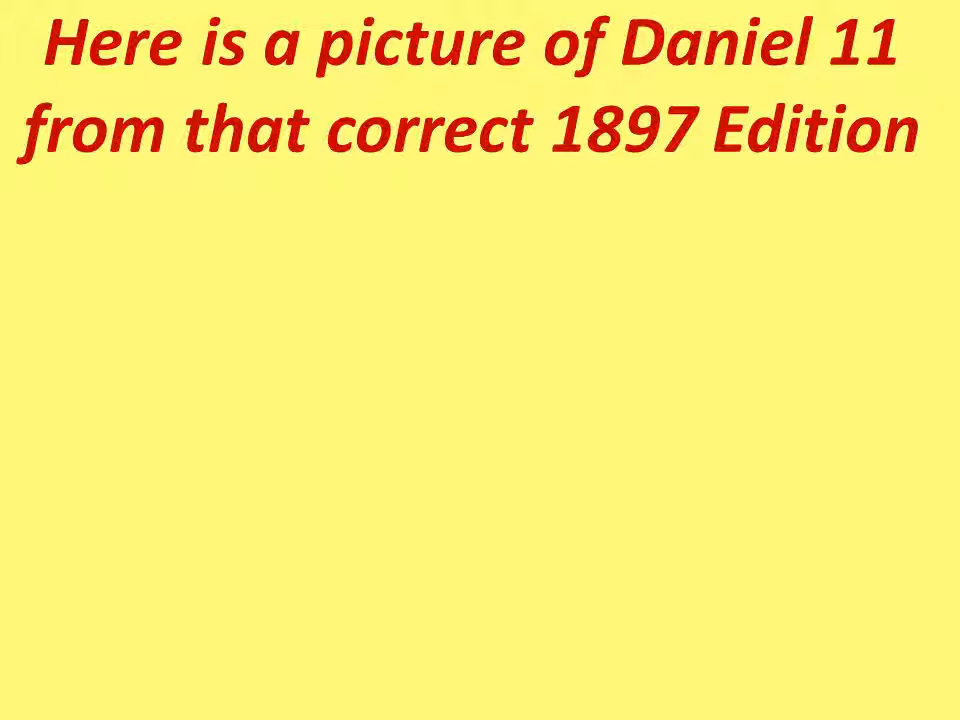 Here is a picture of Daniel 11
from that correct 1897 Edition